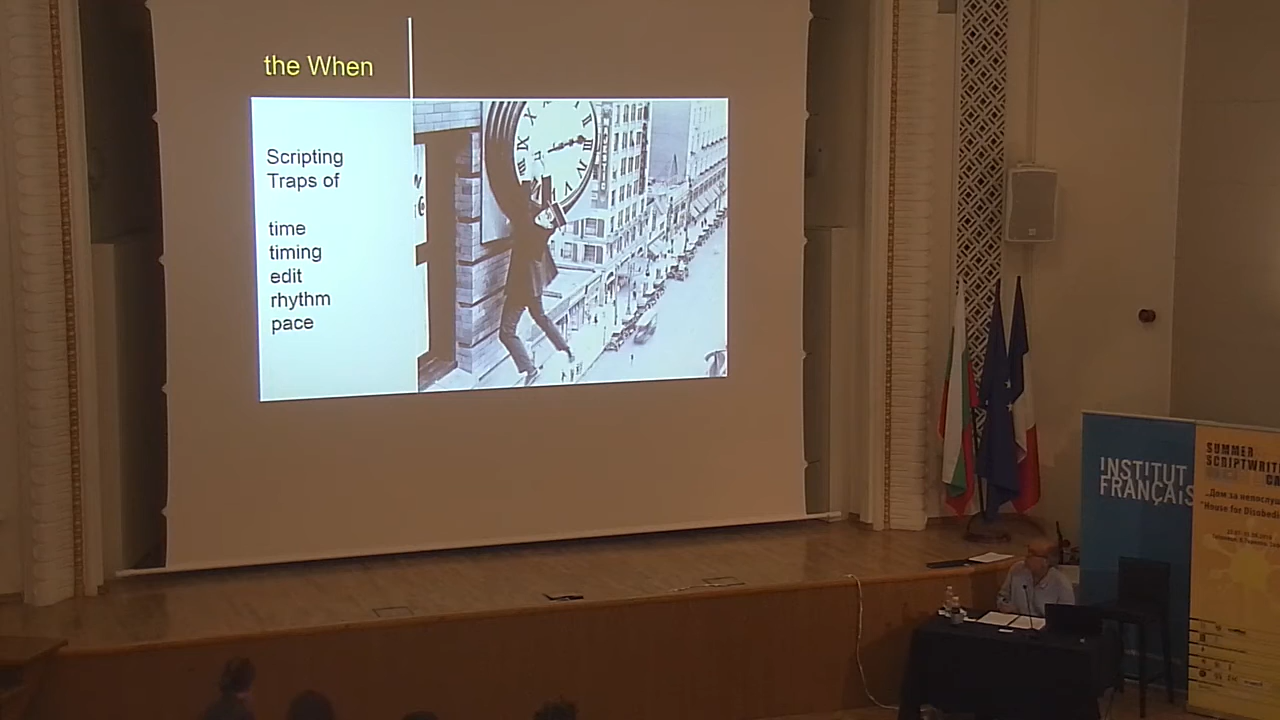 the When
Scripting
Traps of
time
timing
edit
rhythm
pace
INSTITUT
FRANÇAIS
SUMMER
SCRIPTWRITI
„Дом за непослуш
"House for Disobedi